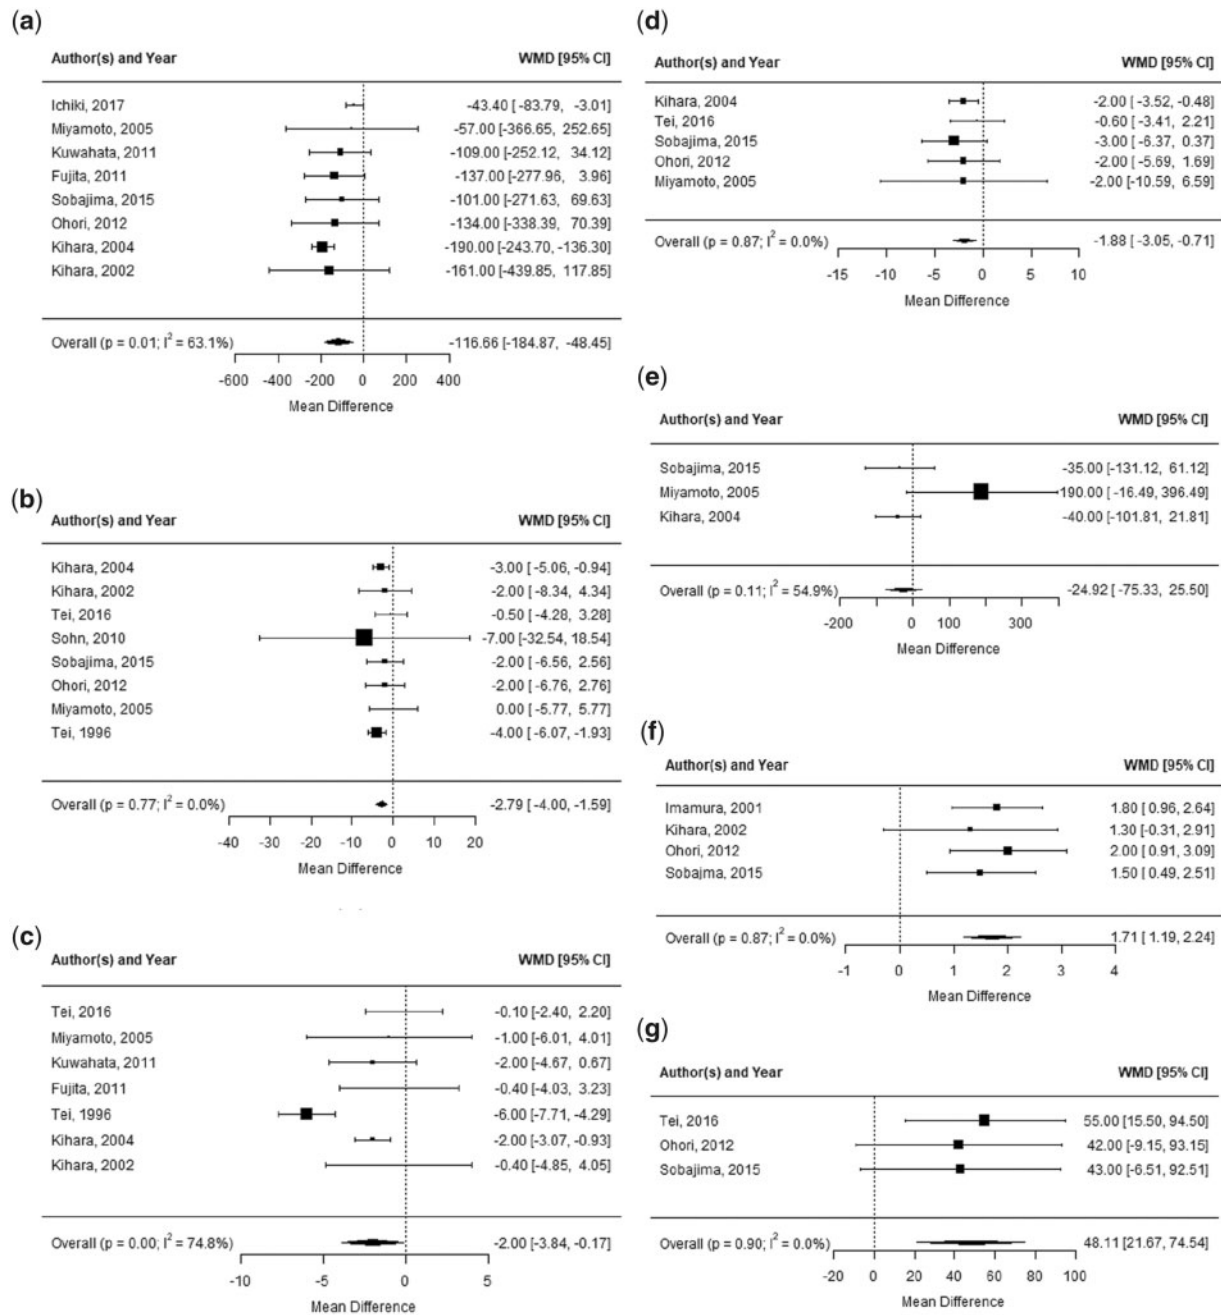 (a)
Author(s) and Year WMD [95% CI]
Ichiki, 2017 -43.40 [ -83.79, -3.01]
Miyamoto, 2005 -57.00 [-366.65, 252.65]
Kuwahata, 2011 -109.00 [-252.12, 34.12]
Fujita, 2011 -137.00 [-277.96, 3.96]
Sobajima, 2015 -101.00 [-271.63, 69.63]
Ohori, 2012 -134.00 [-338.39, 70.39]
Kihara, 2004 -190.00 [-243.70, -136.30]
Kihara, 2002 -161.00 [-439.85, 117.85]
Overall (p = 0.01; I² = 63.1%) -116.66 [-184.87, -48.45]
-600 -400 -200 0 200 400
Mean Difference
(b)
Author(s) and Year WMD [95% CI]
Kihara, 2004 -3.00 [ -5.06, -0.94]
Kihara, 2002 -2.00 [ -8.34, 4.34]
Tei, 2016 -0.50 [ -4.28, 3.28]
Sohn, 2010 -7.00 [-32.54, 18.54]
Sobajima, 2015 -2.00 [ -6.56, 2.56]
Ohori, 2012 -2.00 [ -6.76, 2.76]
Miyamoto, 2005 0.00 [ -5.77, 5.77]
Tei, 1996 -4.00 [ -6.07, -1.93]
Overall (p = 0.77; I² = 0.0%) -2.79 [ -4.00, -1.59]
-40 -30 -20 -10 0 10 20
Mean Difference
(c)
Author(s) and Year WMD [95% CI]
Tei, 2016 -0.10 [-2.40, 2.20]
Miyamoto, 2005 -1.00 [-6.01, 4.01]
Kuwahata, 2011 -2.00 [-4.67, 0.67]
Fujita, 2011 -0.40 [-4.03, 3.23]
Tei, 1996 -6.00 [-7.71, -4.29]
Kihara, 2004 -2.00 [-3.07, -0.93]
Kihara, 2002 -0.40 [-4.85, 4.05]
Overall (p = 0.00; I² = 74.8%) -2.00 [-3.84, -0.17]
-10 -5 0 5
Mean Difference
(d)
Author(s) and Year WMD [95% CI]
Kihara, 2004 -2.00 [ -3.52, -0.48]
Tei, 2016 -0.60 [ -3.41, 2.21]
Sobajima, 2015 -3.00 [ -6.37, 0.37]
Ohori, 2012 -2.00 [ -5.69, 1.69]
Miyamoto, 2005 -2.00 [-10.59, 6.59]
Overall (p = 0.87; I² = 0.0%) -1.88 [ -3.05, -0.71]
-15 -10 -5 0 5 10
Mean Difference
(e)
Author(s) and Year WMD [95% CI]
Sobajima, 2015 -35.00 [-131.12, 61.12]
Miyamoto, 2005 190.00 [ -16.49, 396.49]
Kihara, 2004 -40.00 [-101.81, 21.81]
Overall (p = 0.11; I² = 54.9%) -24.92 [ -75.33, 25.50]
-200 0 100 300
Mean Difference
(f)
Author(s) and Year WMD [95% CI]
Imamura, 2001 1.80 [ 0.96, 2.64]
Kihara, 2002 1.30 [-0.31, 2.91]
Ohori, 2012 2.00 [ 0.91, 3.09]
Sobajma, 2015 1.50 [ 0.49, 2.51]
Overall (p = 0.87; I² = 0.0%) 1.71 [ 1.19, 2.24]
-1 0 1 2 3 4
Mean Difference
(g)
Author(s) and Year WMD [95% CI]
Tei, 2016 55.00 [15.50, 94.50]
Ohori, 2012 42.00 [-9.15, 93.15]
Sobajima, 2015 43.00 [-6.51, 92.51]
Overall (p = 0.90; I² = 0.0%) 48.11 [21.67, 74.54]
-20 0 20 40 60 80 100
Mean Difference